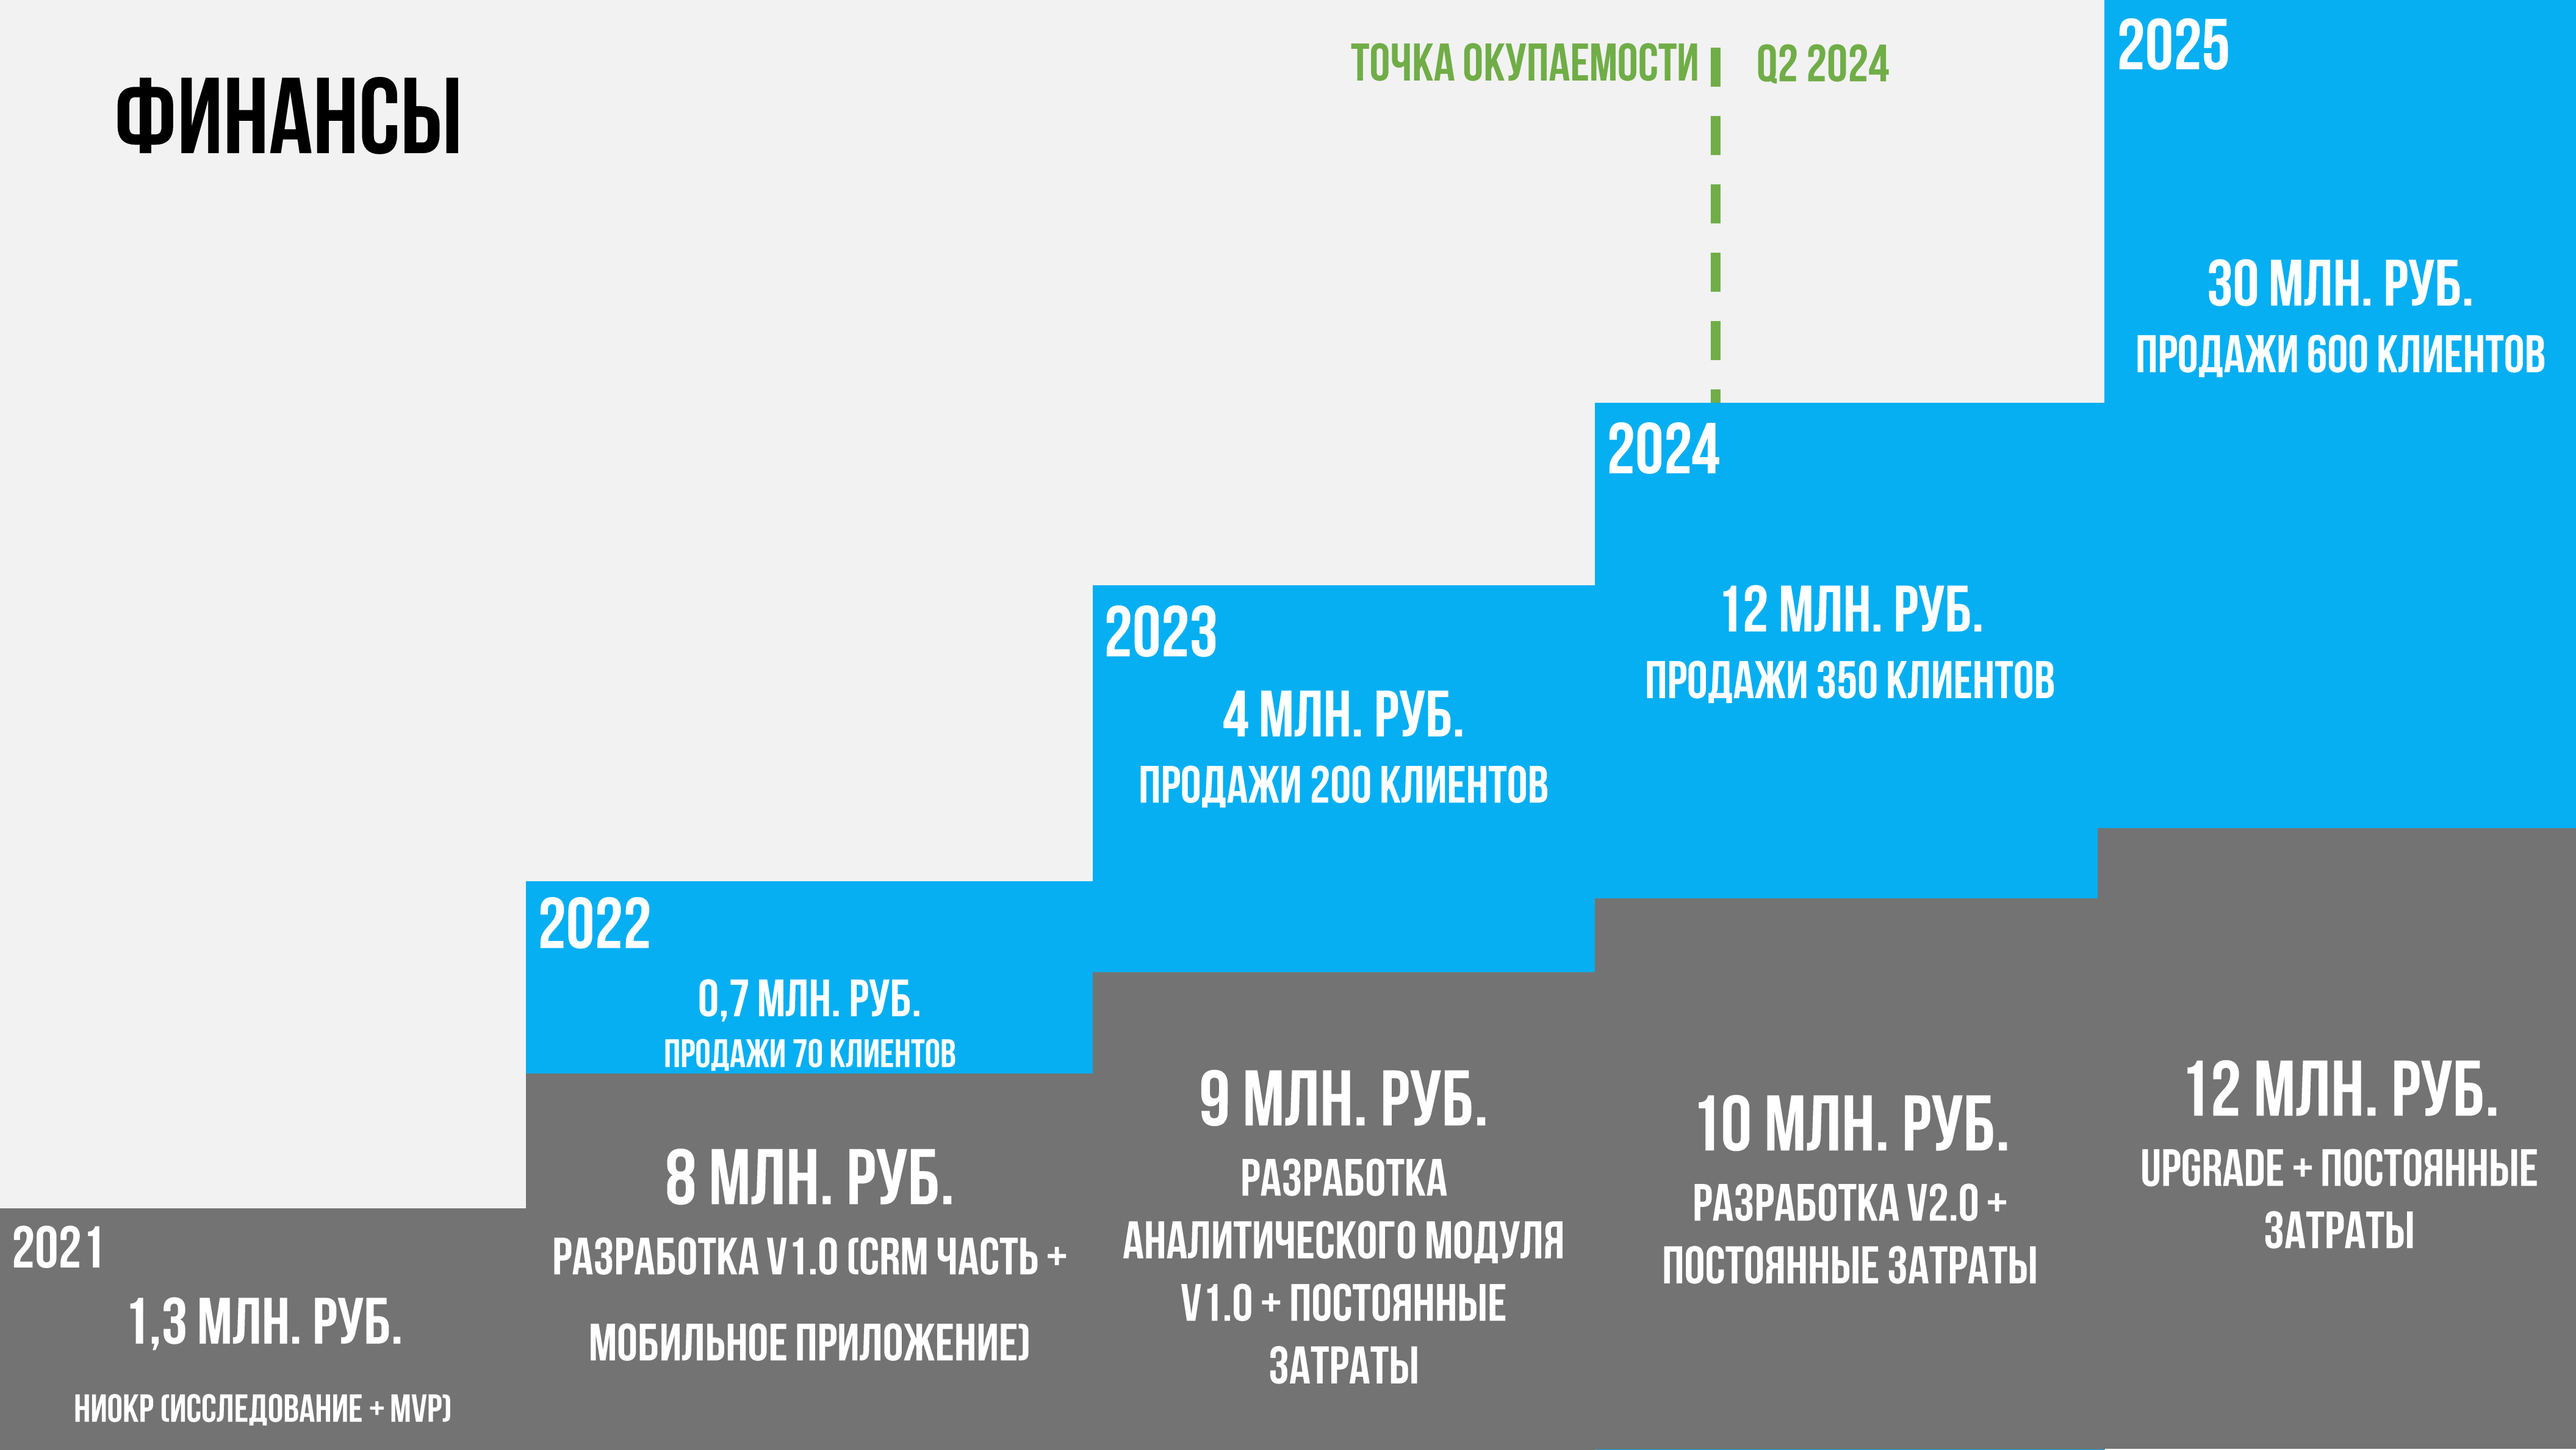 ФИНАНСЫ
ТОЧКА ОКУПАЕМОСТИ
Q2 2024
2021
1,3 МЛН. РУБ.
НИОКР (ИССЛЕДОВАНИЕ + MVP)
2022
0,7 МЛН. РУБ.
ПРОДАЖИ 70 КЛИЕНТОВ
8 МЛН. РУБ.
РАЗРАБОТКА V1.0 (CRM ЧАСТЬ +
МОБИЛЬНОЕ ПРИЛОЖЕНИЕ)
2023
4 МЛН. РУБ.
ПРОДАЖИ 200 КЛИЕНТОВ
9 МЛН. РУБ.
РАЗРАБОТКА
АНАЛИТИЧЕСКОГО МОДУЛЯ
V1.0 + ПОСТОЯННЫЕ
ЗАТРАТЫ
2024
12 МЛН. РУБ.
ПРОДАЖИ 350 КЛИЕНТОВ
10 МЛН. РУБ.
РАЗРАБОТКА V2.0 +
ПОСТОЯННЫЕ ЗАТРАТЫ
2025
30 МЛН. РУБ.
ПРОДАЖИ 600 КЛИЕНТОВ
12 МЛН. РУБ.
UPGRADE + ПОСТОЯННЫЕ
ЗАТРАТЫ